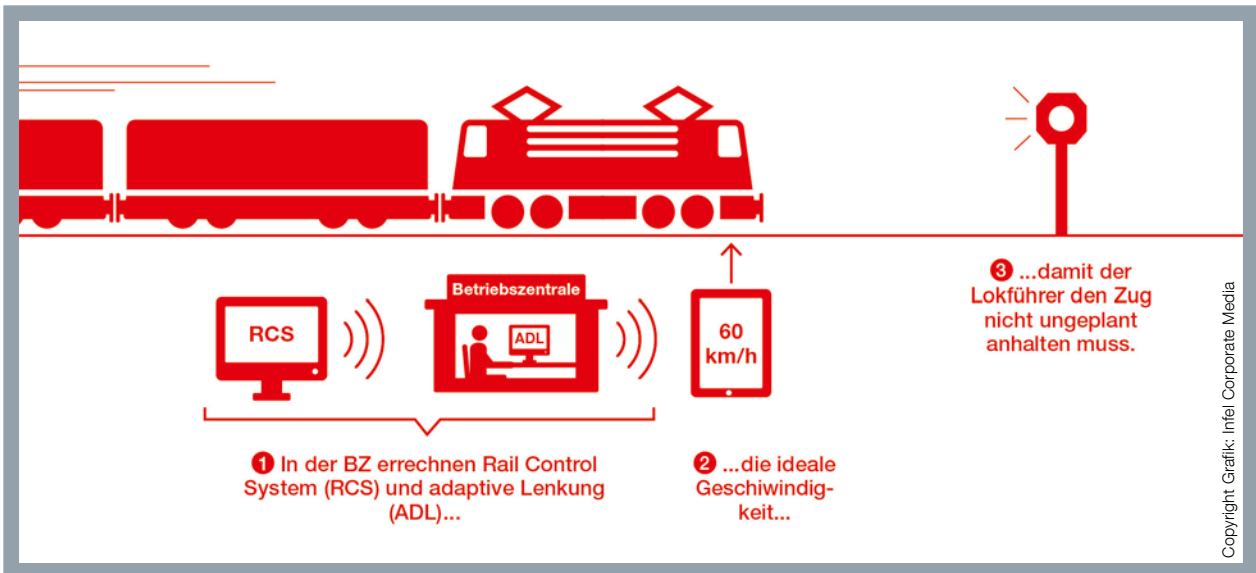 RCS
Betriebszentrale
ADL
60
km/h
1 In der BZ errechnen Rail Control
System (RCS) und adaptive Lenkung
(ADL)...
2 ...die ideale
Geschiwindig-
keit...
3 ...damit der
Lokführer den Zug
nicht ungeplant
anhalten muss.
Copyright Grafik: Infel Corporate Media